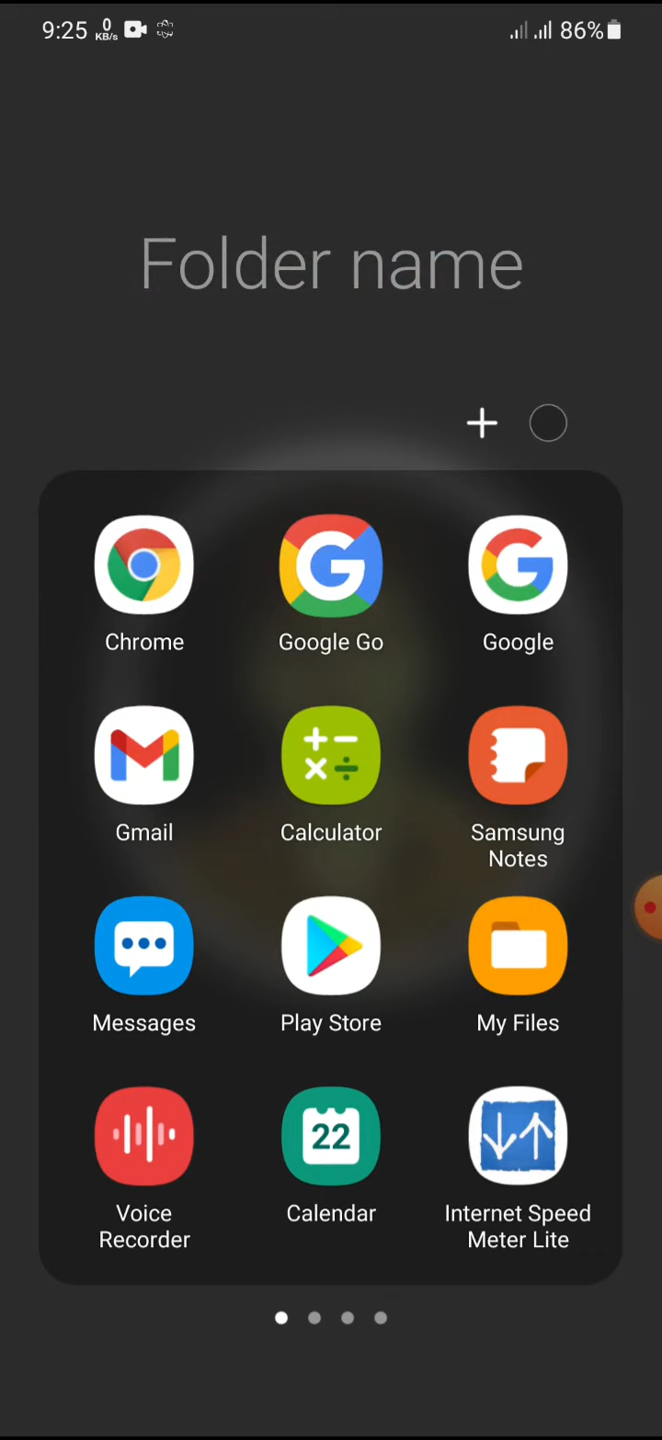 9:25 0 KB/s 86%
Folder name
Chrome Google Go Google
Gmail Calculator Samsung Notes
Messages Play Store My Files
22
Voice Recorder Calendar Internet Speed Meter Lite